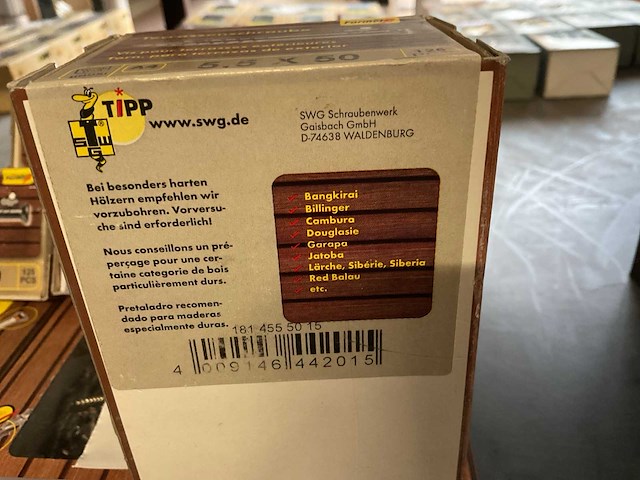 5.5 x 50
TIPP
www.swg.de
SWG Schraubenwerk
Gaisbach GmbH
D-74638 WALDENBURG
Bei besonders harten
Hölzern empfehlen wir
vorzubohren. Vorversu-
che sind erforderlich!
Nous conseillons un pré-
perçage pour une cer-
taine categorie de bois
particulièrement durs.
Pretaladro recomen-
dado para maderas
especialmente duras.
Bangkirai
Billinger
Cambura
Douglasie
Garapa
Jatoba
Lärche, Sibérie, Siberia
Red Balau
etc.
181 455 50 15
4 009146 442015